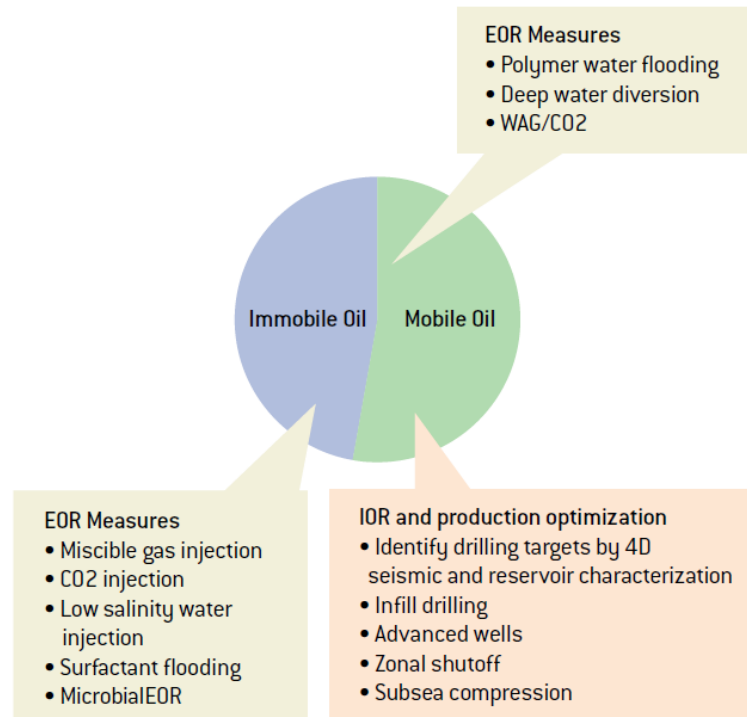 EOR Measures
• Polymer water flooding
• Deep water diversion
• WAG/CO2
Immobile Oil
Mobile Oil
EOR Measures
• Miscible gas injection
• CO2 injection
• Low salinity water
injection
• Surfactant flooding
• MicrobialEOR
IOR and production optimization
• Identify drilling targets by 4D
seismic and reservoir characterization
• Infill drilling
• Advanced wells
• Zonal shutoff
• Subsea compression